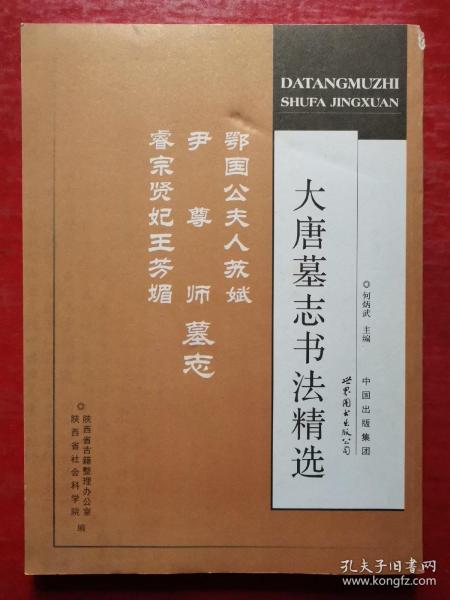 DATANGMUZHI
SHUFA JINGXUAN
大唐墓志书法精选
◎何炳武 主编
中国出版集团
世界图书出版公司
鄂国公夫人苏斌
尹尊师墓志
睿宗贤妃王芳媚
◎陕西省古籍整理办公室
陕西省社会科学院 编
孔夫子旧书网
www.kongfz.com